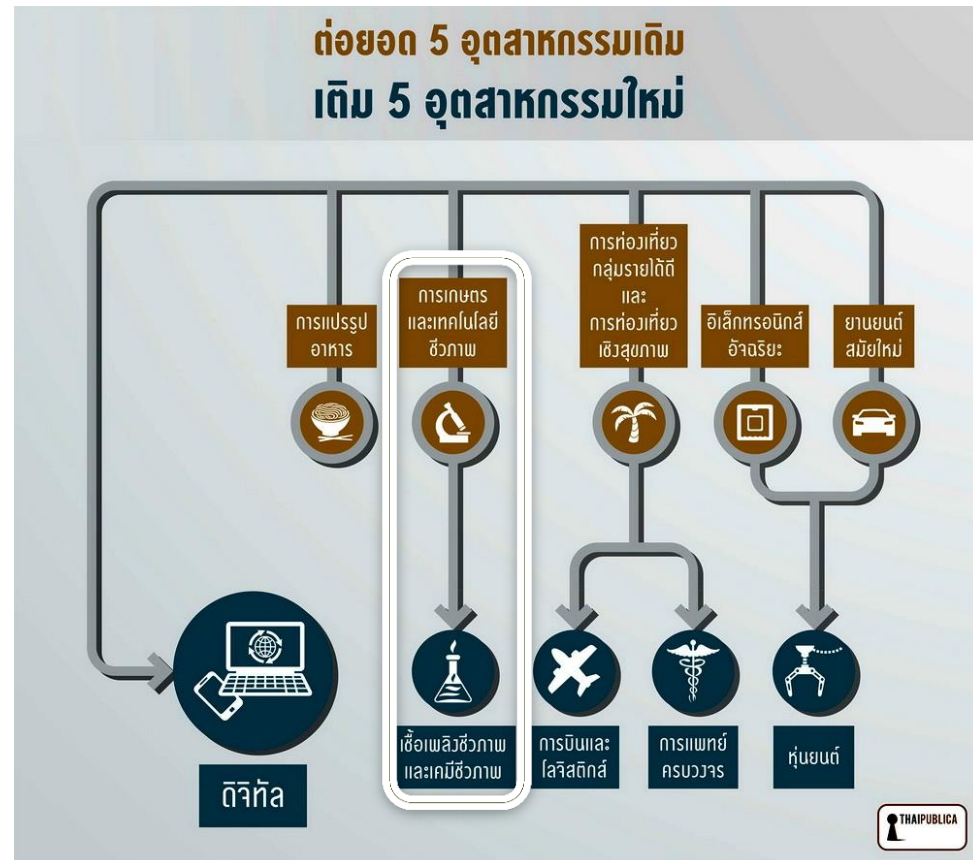 ต่อยอด 5 อุตสาหกรรมเดิม
เติม 5 อุตสาหกรรมใหม่
การแปรรูป
อาหาร
การเกษตร
และเทคโนโลยี
ชีวภาพ
การท่องเที่ยว
กลุ่มรายได้ดี
และ
การท่องเที่ยว
เชิงสุขภาพ
อิเล็กทรอนิกส์
อัจฉริยะ
ยานยนต์
สมัยใหม่
ดิจิทัล
เชื้อเพลิงชีวภาพ
และเคมีชีวภาพ
การบินและ
โลจิสติกส์
การแพทย์
ครบวงจร
หุ่นยนต์
THAIPUBLICA